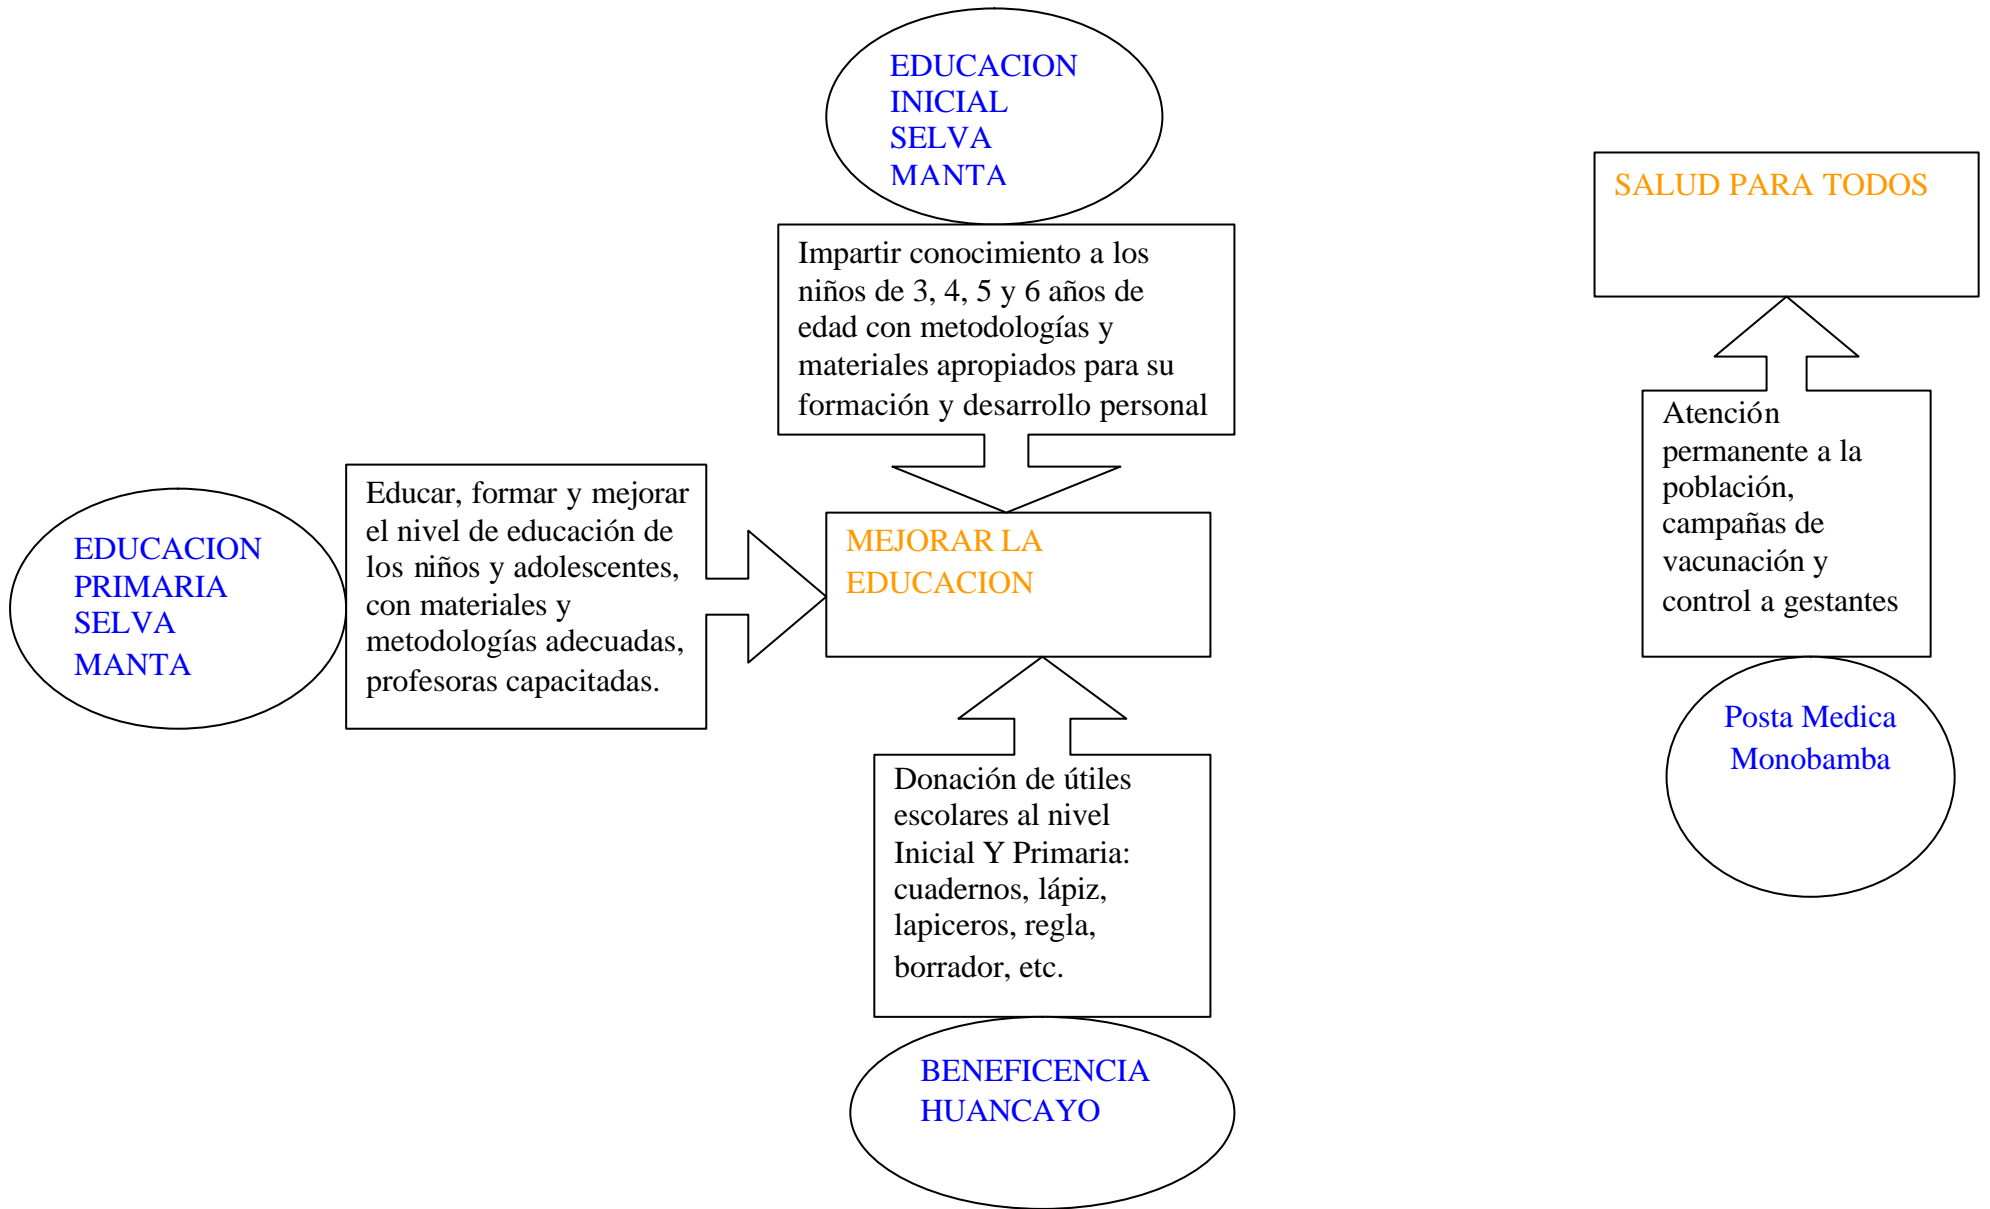 EDUCACION
INICIAL
SELVA
MANTA
Impartir conocimiento a los
niños de 3, 4, 5 y 6 años de
edad con metodologías y
materiales apropiados para su
formación y desarrollo personal
EDUCACION
PRIMARIA
SELVA
MANTA
Educar, formar y mejorar
el nivel de educación de
los niños y adolescentes,
con materiales y
metodologías adecuadas,
profesoras capacitadas.
MEJORAR LA
EDUCACION
Donación de útiles
escolares al nivel
Inicial Y Primaria:
cuadernos, lápiz,
lapiceros, regla,
borrador, etc.
BENEFICENCIA
HUANCAYO
SALUD PARA TODOS
Atención
permanente a la
población,
campañas de
vacunación y
control a gestantes
Posta Medica
Monobamba